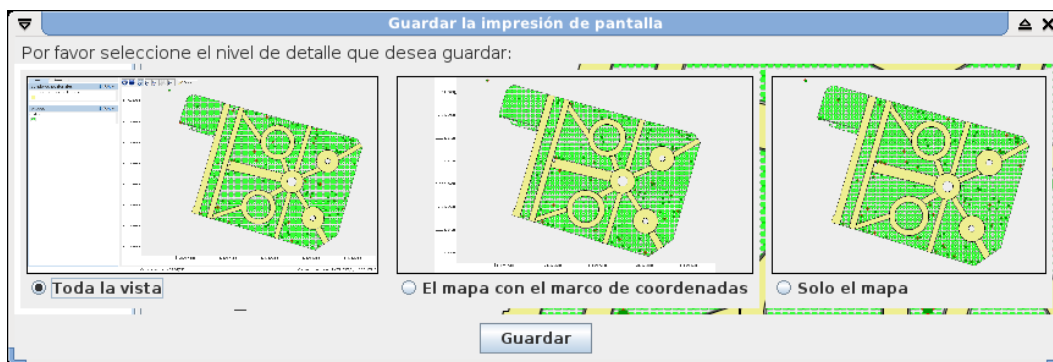 Guardar la impresión de pantalla
Por favor seleccione el nivel de detalle que desea guardar:
Toda la vista
El mapa con el marco de coordenadas
Solo el mapa
Guardar